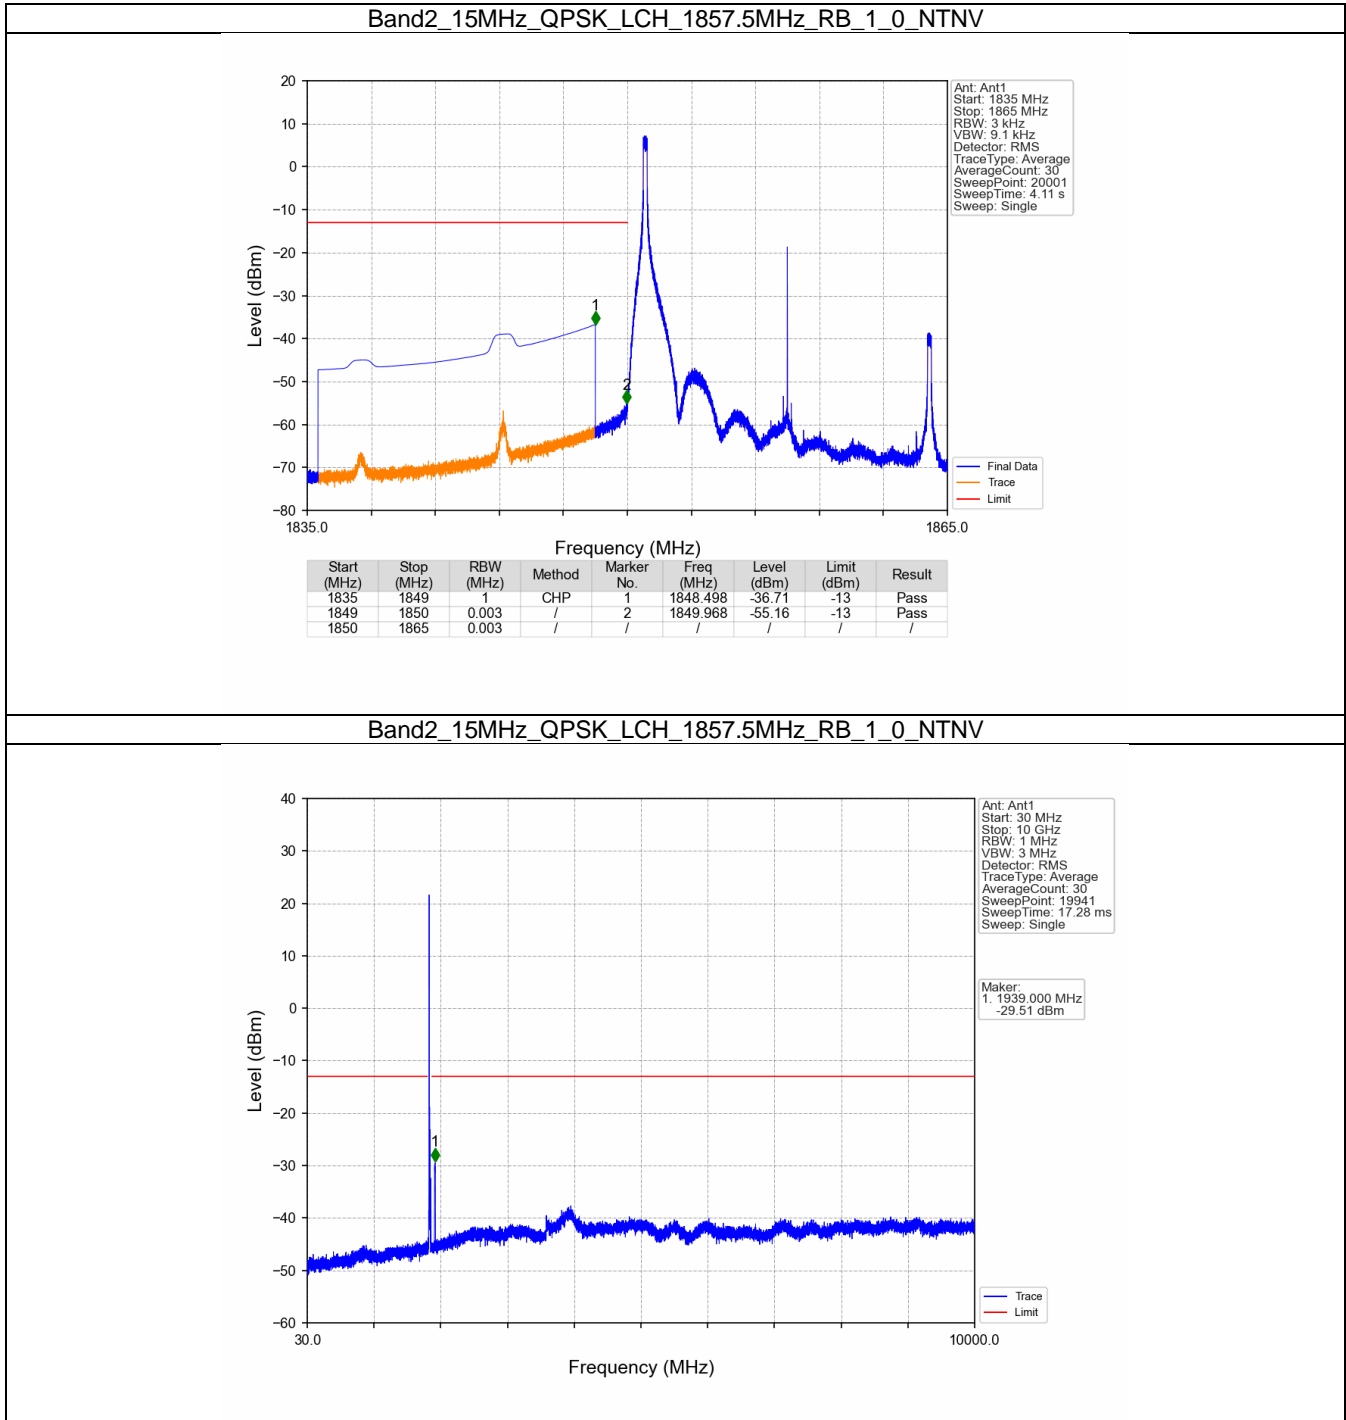 Band2_15MHz_QPSK_LCH_1857.5MHz_RB_1_0_NTNV
20
10
0
−10
−20
−30
−40
−50
−60
−70
−80
Level (dBm)
1
2
1835.0
1865.0
Frequency (MHz)
Ant: Ant1
Start: 1835 MHz
Stop: 1865 MHz
RBW: 3 kHz
VBW: 9.1 kHz
Detector: RMS
TraceType: Average
AverageCount: 30
SweepPoint: 20001
SweepTime: 4.11 s
Sweep: Single
Final Data
Trace
Limit
Start (MHz) Stop (MHz) RBW (MHz) Method Marker No. Freq (MHz) Level (dBm) Limit (dBm) Result
1835 1849 1 CHP 1 1848.498 -36.71 -13 Pass
1849 1850 0.003 / 2 1849.968 -55.16 -13 Pass
1850 1865 0.003 / / / / / /
Band2_15MHz_QPSK_LCH_1857.5MHz_RB_1_0_NTNV
40
30
20
10
0
−10
−20
−30
−40
−50
−60
Level (dBm)
1
30.0
10000.0
Frequency (MHz)
Ant: Ant1
Start: 30 MHz
Stop: 10 GHz
RBW: 1 MHz
VBW: 3 MHz
Detector: RMS
TraceType: Average
AverageCount: 30
SweepPoint: 19941
SweepTime: 17.28 ms
Sweep: Single
Maker:
1. 1939.000 MHz
-29.51 dBm
Trace
Limit